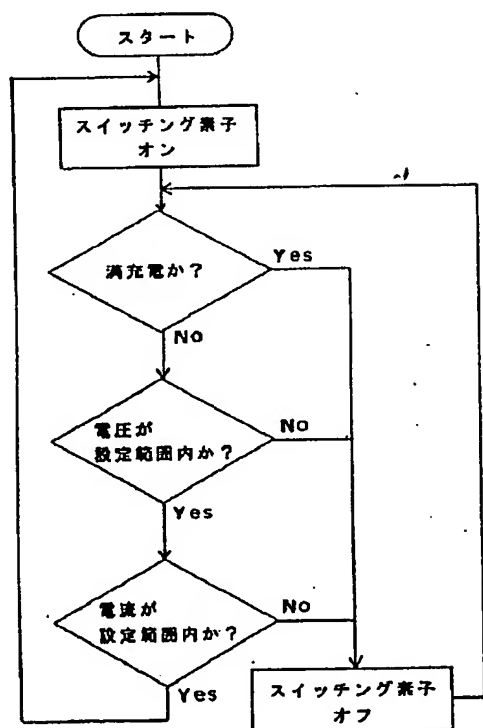 スタート
スイッチング素子
オン
満充電か?
Yes
No
電圧が
設定範囲内か?
No
Yes
電流が
設定範囲内か?
No
Yes
スイッチング素子
オフ